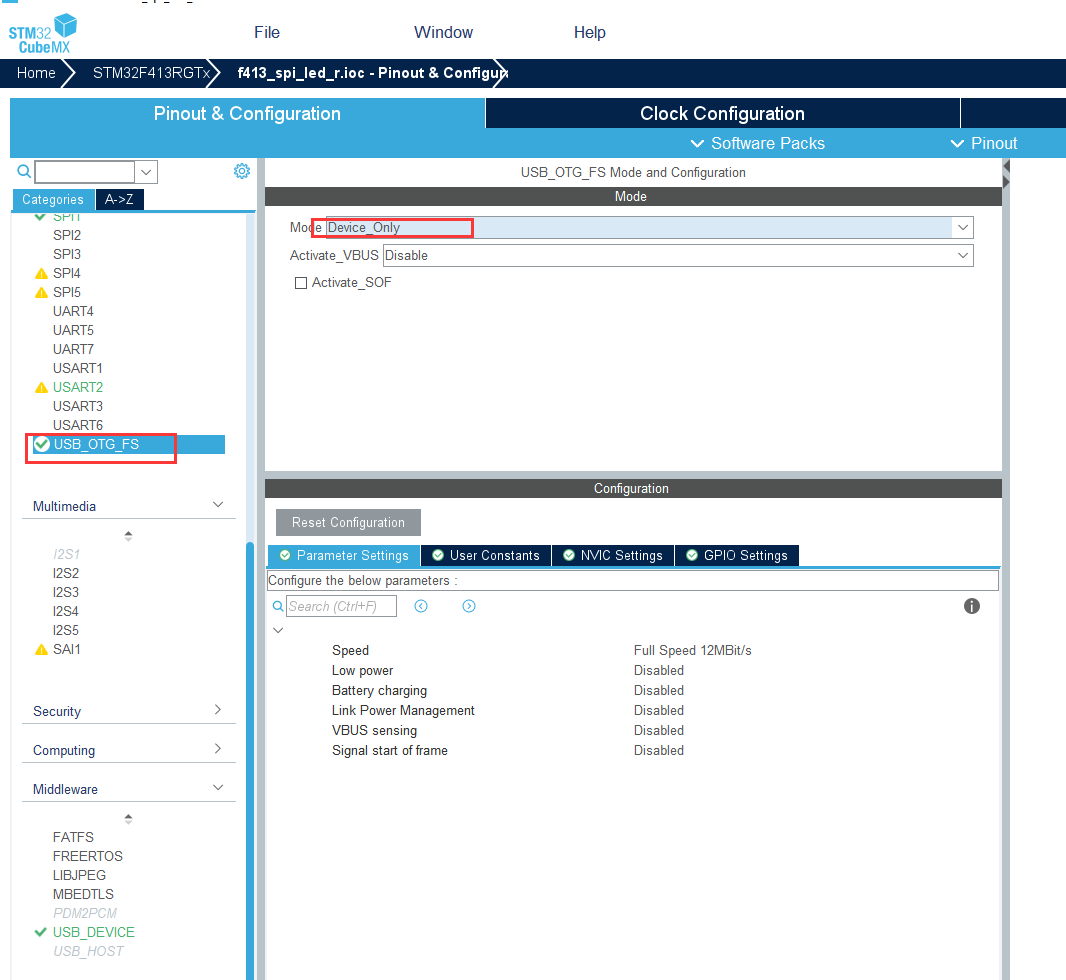 STM32
CubeMX
File
Window
Help
Home
STM32F413RGTx
f413_spi_led_r.ioc - Pinout & Configur
Pinout & Configuration
Clock Configuration
Software Packs
Pinout
Categories
A->Z
SPI1
SPI2
SPI3
SPI4
SPI5
UART4
UART5
UART7
USART1
USART2
USART3
USART6
USB_OTG_FS
Multimedia
I2S1
I2S2
I2S3
I2S4
I2S5
SAI1
Security
Computing
Middleware
FATFS
FREERTOS
LIBJPEG
MBEDTLS
PDM2PCM
USB_DEVICE
USB_HOST
USB_OTG_FS Mode and Configuration
Mode
Mode Device_Only
Activate_VBUS Disable
Activate_SOF
Configuration
Reset Configuration
Parameter Settings
User Constants
NVIC Settings
GPIO Settings
Configure the below parameters :
Search (Ctrl+F)
Speed Full Speed 12MBit/s
Low power Disabled
Battery charging Disabled
Link Power Management Disabled
VBUS sensing Disabled
Signal start of frame Disabled